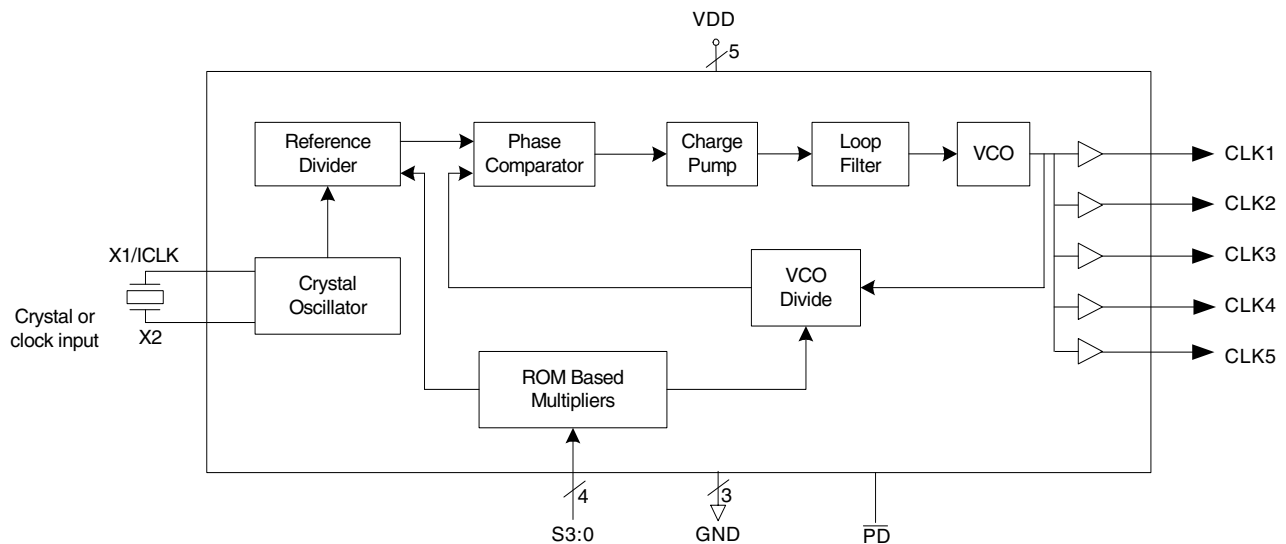 VDD
5
Reference
Divider
Phase
Comparator
Charge
Pump
Loop
Filter
VCO
CLK1
CLK2
CLK3
CLK4
CLK5
X1/ICLK
Crystal or
clock input
X2
Crystal
Oscillator
VCO
Divide
ROM Based
Multipliers
4
S3:0
3
GND
PD